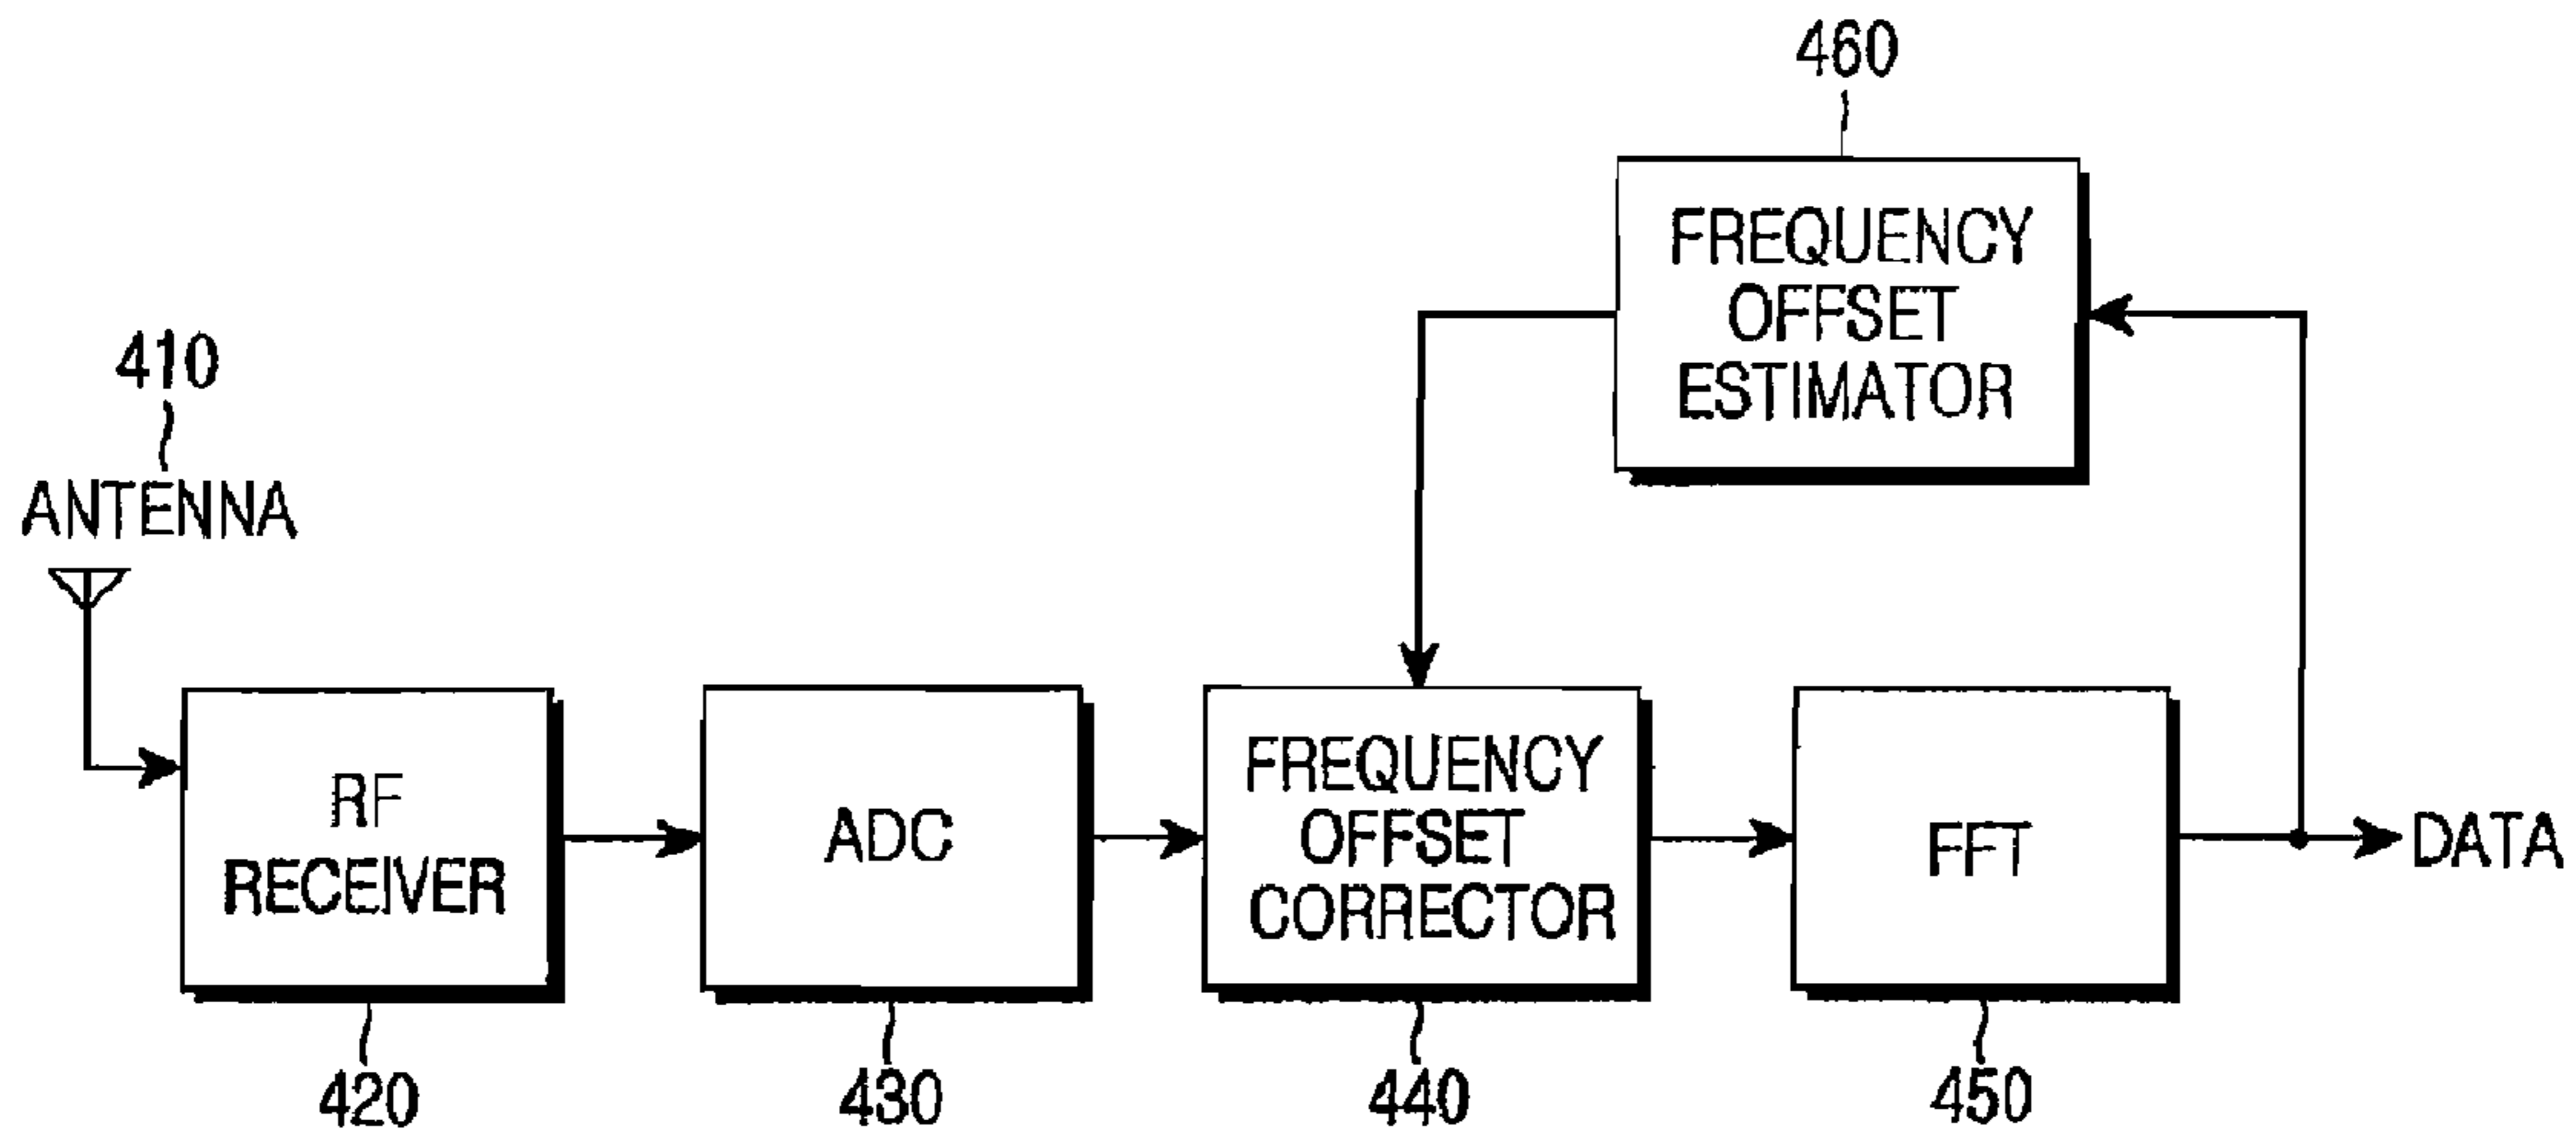 460
FREQUENCY
OFFSET
ESTIMATOR
410
ANTENNA
RF
RECEIVER
ADC
FREQUENCY
OFFSET
CORRECTOR
FFT
DATA
420
430
440
450